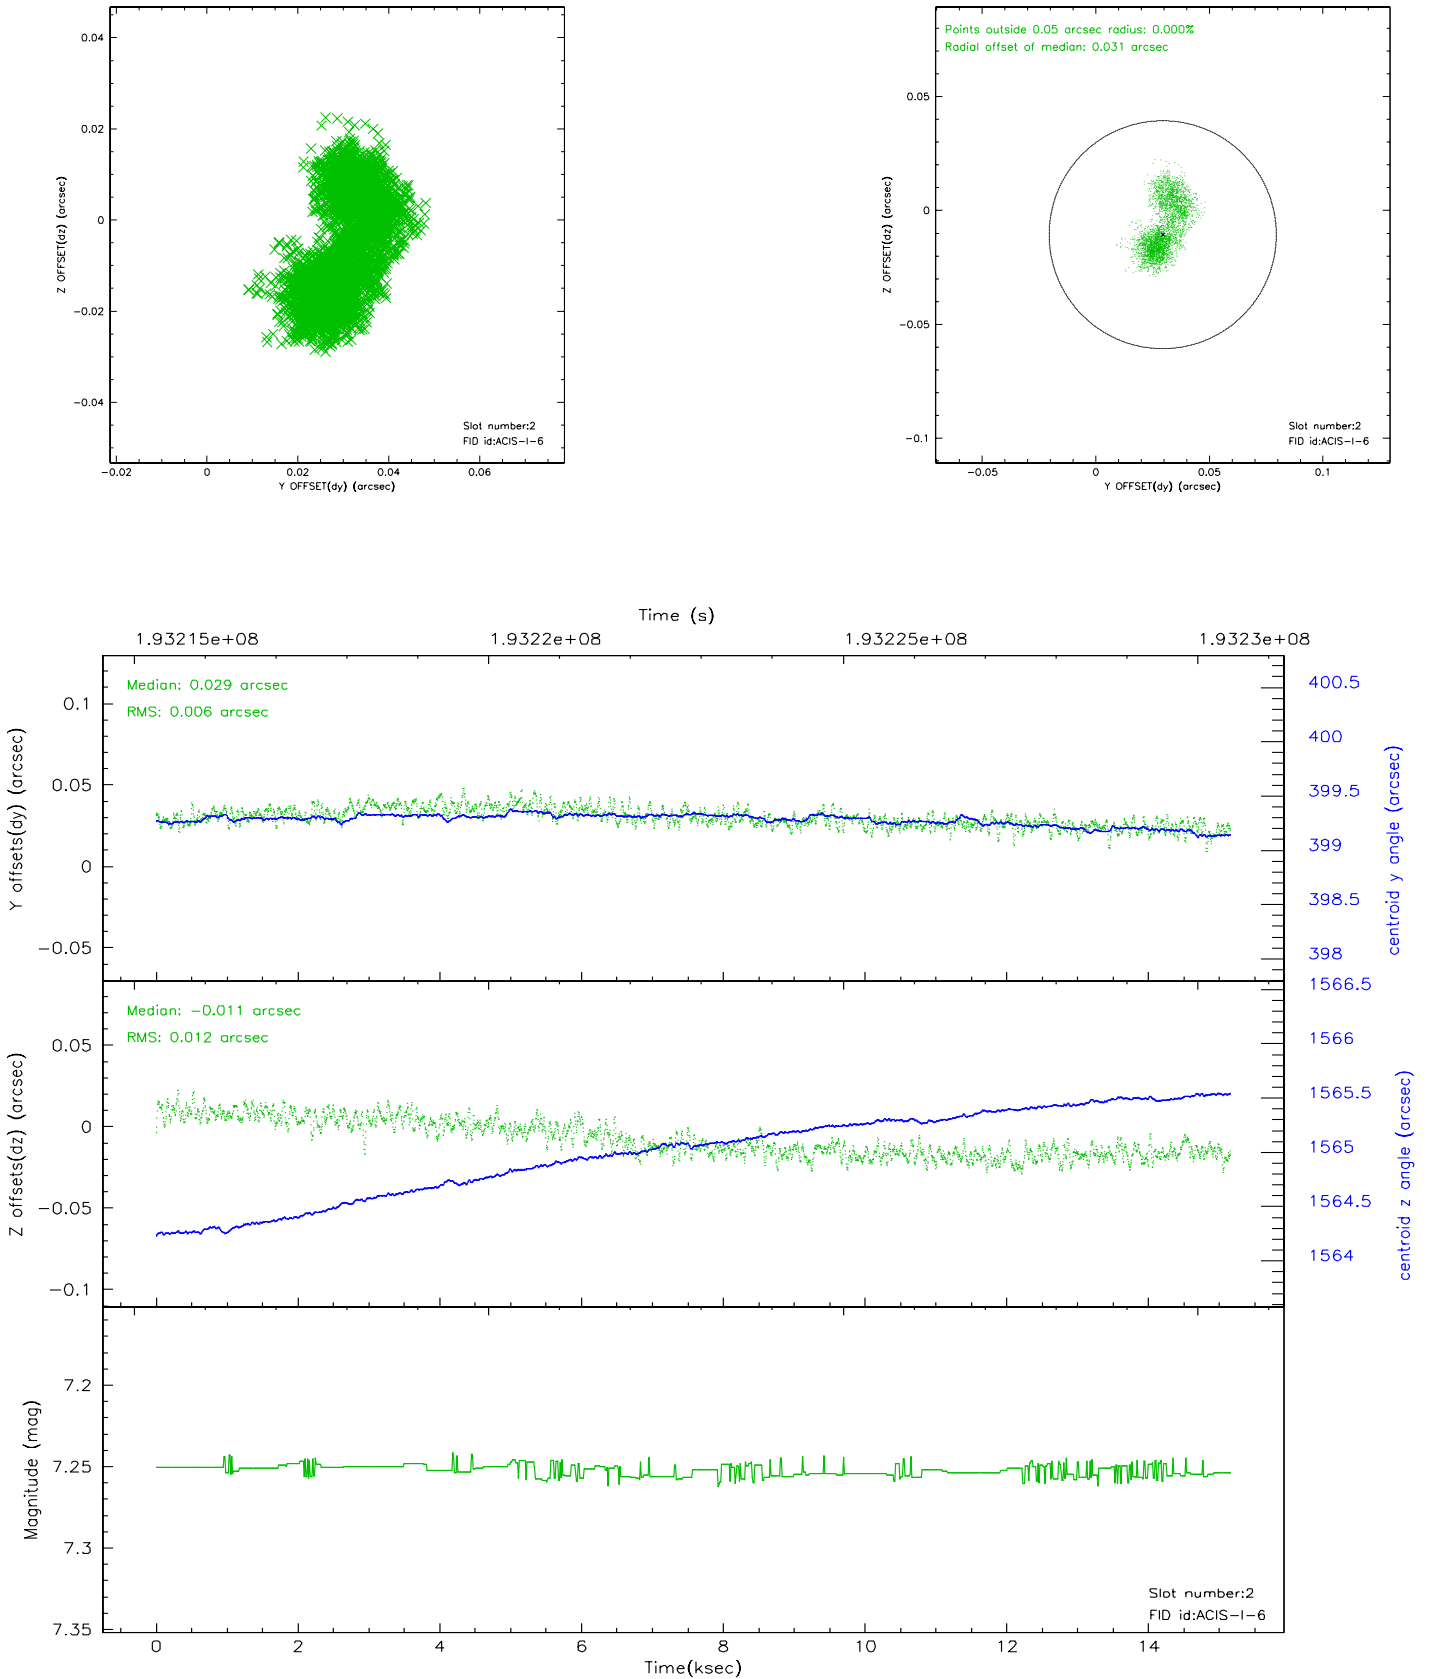 0.04
0.02
0
−0.02
−0.04
Z OFFSET(dz) (arcsec)
Slot number:2
FID id:ACIS−I−6
−0.02 0 0.02 0.04 0.06
Y OFFSET(dy) (arcsec)
Points outside 0.05 arcsec radius: 0.000%
Radial offset of median: 0.031 arcsec
0.05
0
−0.05
−0.1
Z OFFSET(dz) (arcsec)
Slot number:2
FID id:ACIS−I−6
−0.05 0 0.05 0.1
Y OFFSET(dy) (arcsec)
Time (s)
1.93215e+08 1.9322e+08 1.93225e+08 1.9323e+08
Median: 0.029 arcsec
RMS: 0.006 arcsec
0.1
0.05
0
−0.05
Y offsets(dy) (arcsec)
400.5
400
399.5
399
398.5
398
centroid y angle (arcsec)
Median: −0.011 arcsec
RMS: 0.012 arcsec
0.05
0
−0.05
−0.1
Z offsets(dz) (arcsec)
1566.5
1566
1565.5
1565
1564.5
1564
centroid z angle (arcsec)
7.2
7.25
7.3
7.35
Magnitude (mag)
Slot number:2
FID id:ACIS−I−6
0 2 4 6 8 10 12 14
Time(ksec)